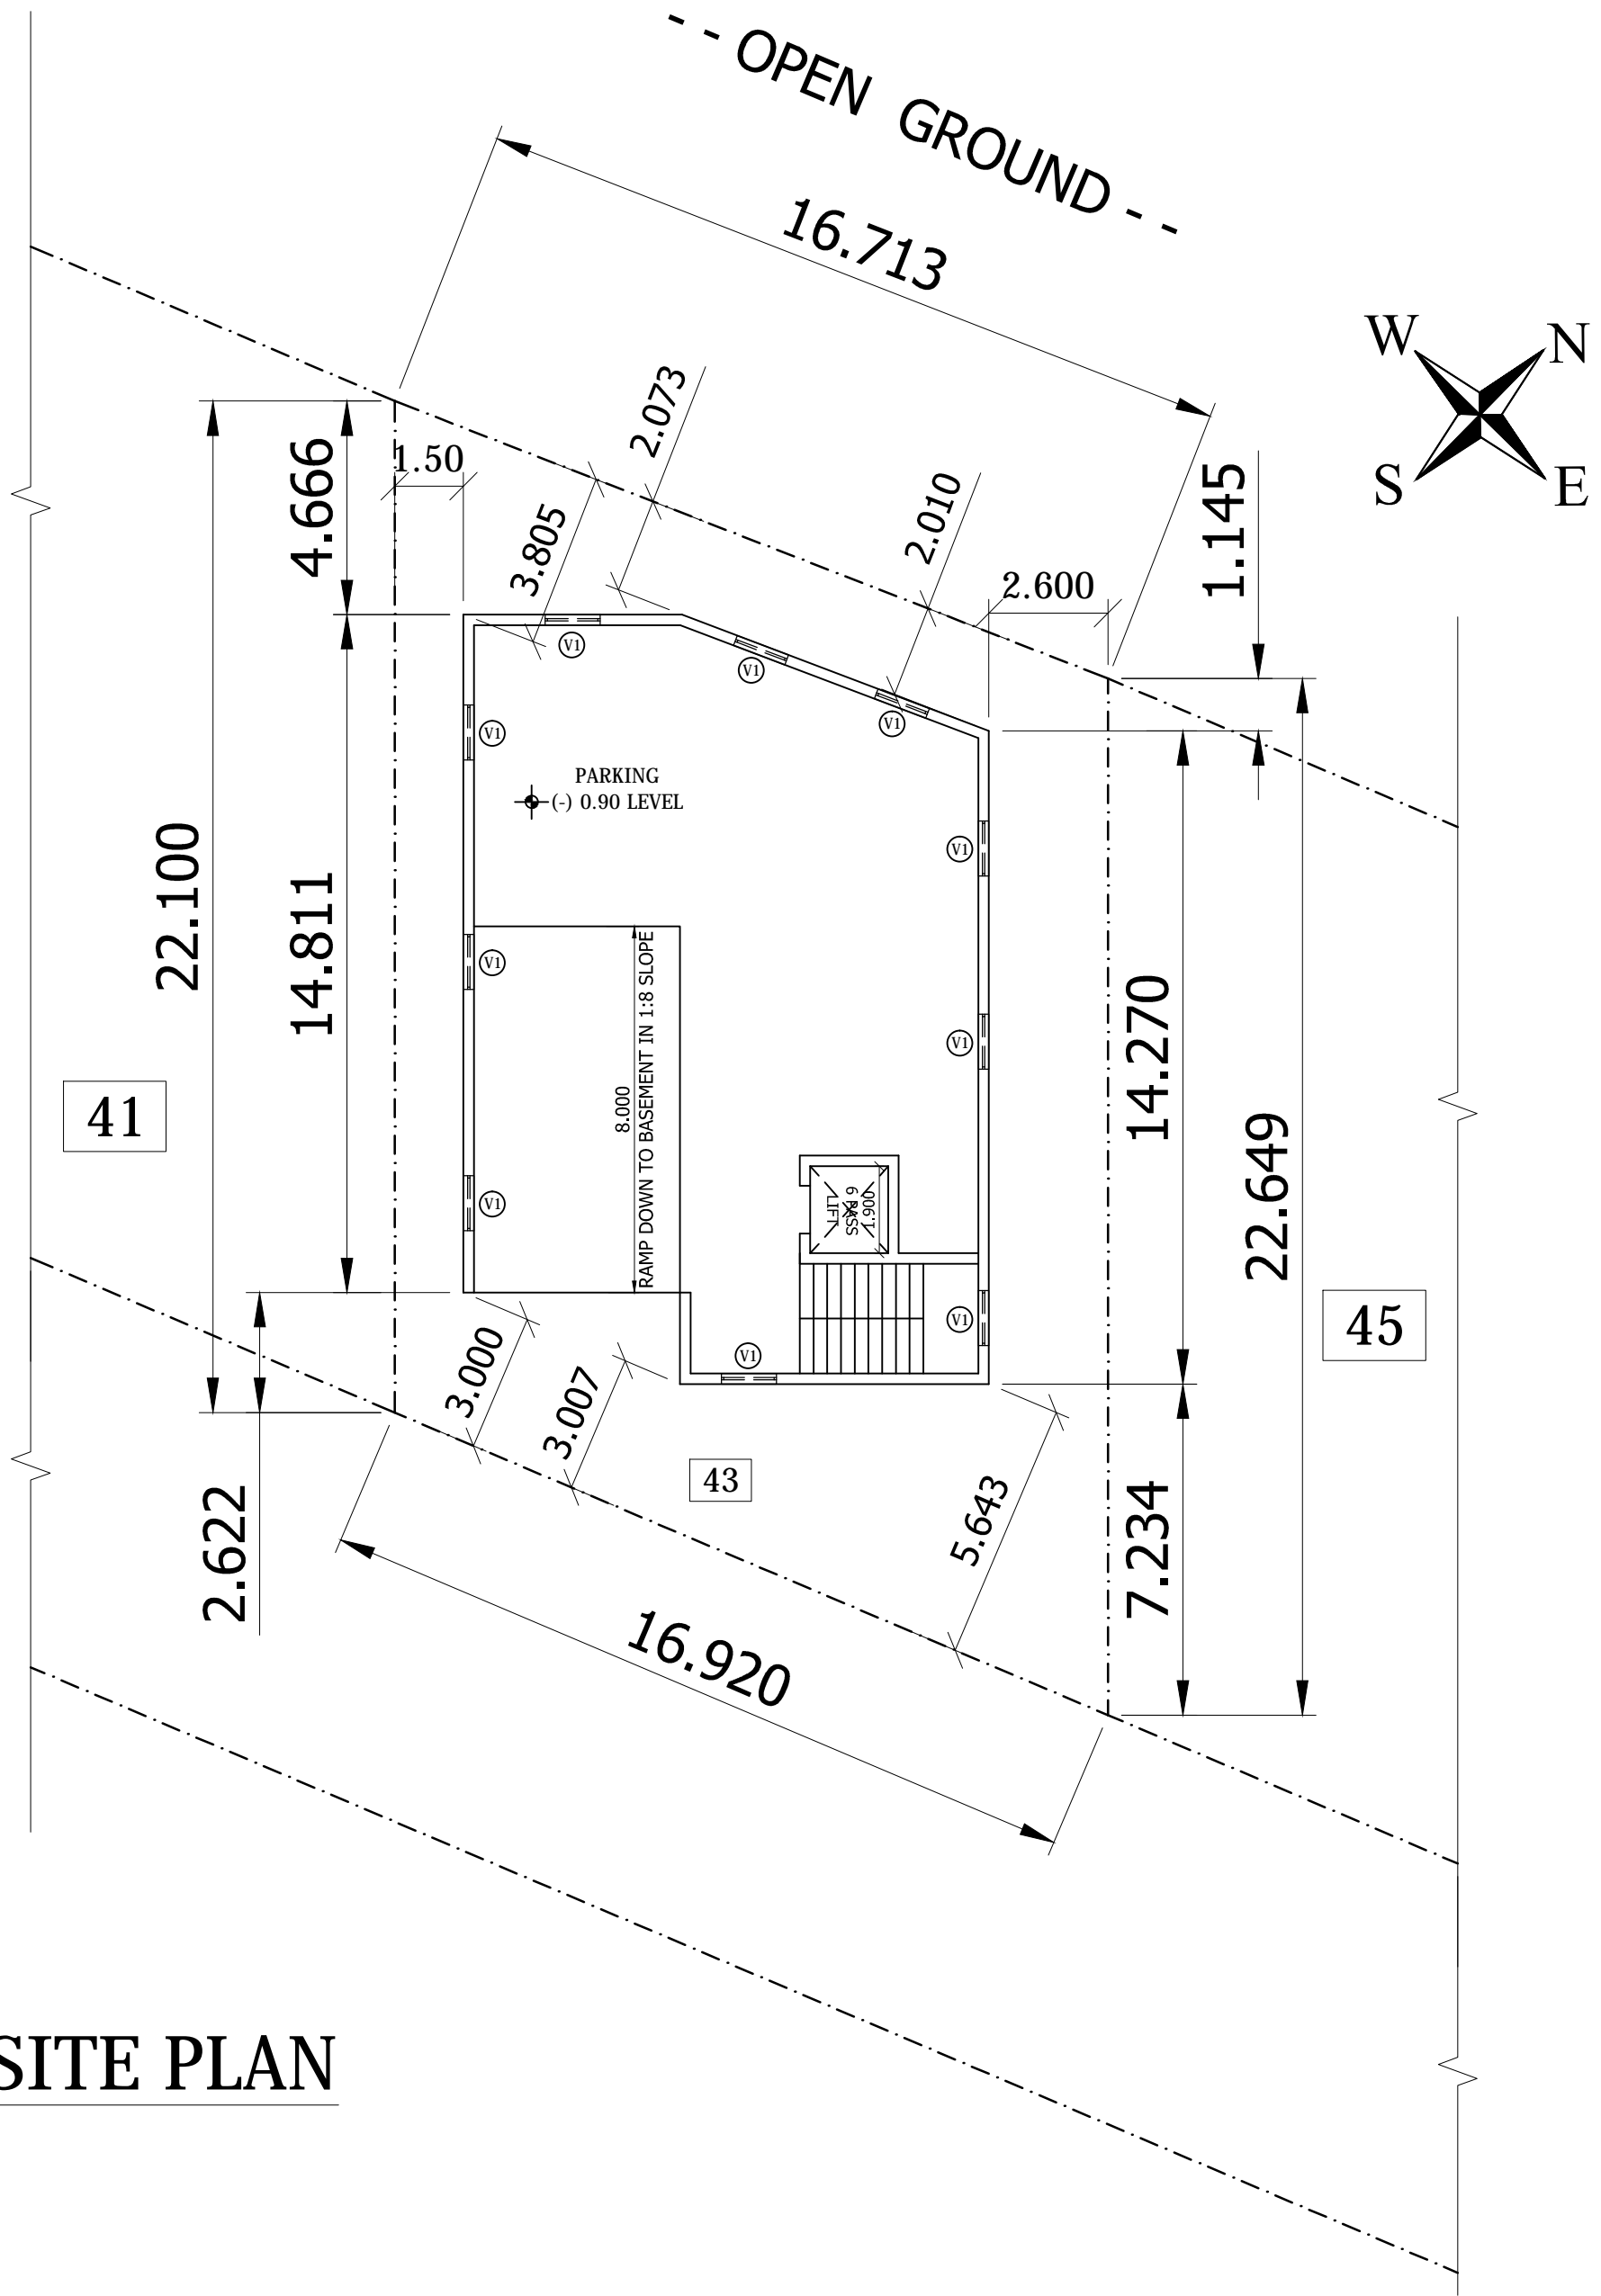 - - OPEN GROUND - -
16.713
W
N
S
E
2.073
1.50
4.666
3.805
2.010
1.145
2.600
V1
V1
V1
V1
PARKING
(-) 0.90 LEVEL
V1
22.100
14.811
V1
V1
14.270
8.000
RAMP DOWN TO BASEMENT IN 1:8 SLOPE
41
22.649
V1
LIFT
6 PASS
1.900
45
V1
V1
3.000
3.007
43
2.622
5.643
7.234
16.920
SITE PLAN